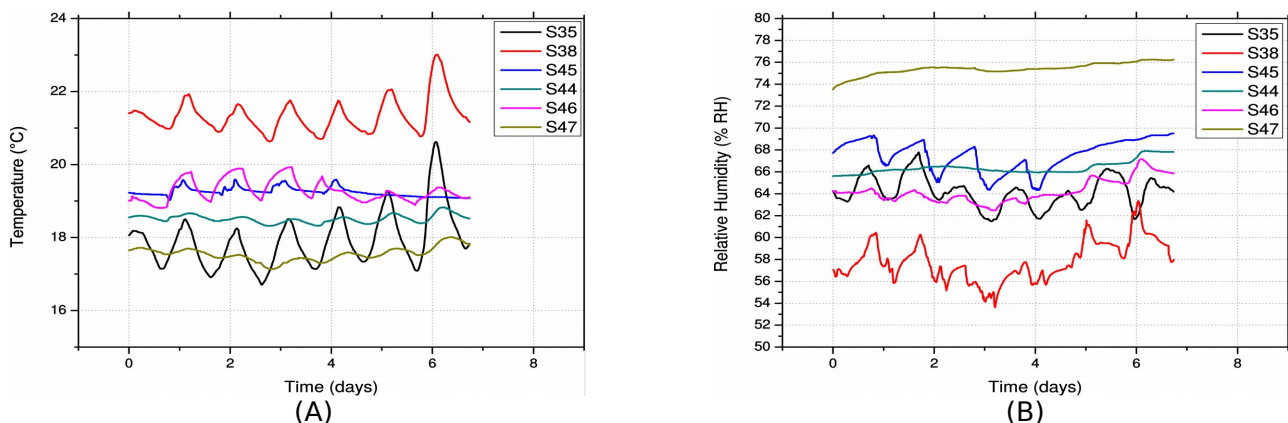 24
22
20
18
16
0
2
4
6
8
Temperature (°C)
Time (days)
S35
S38
S45
S44
S46
S47
(A)
80
78
76
74
72
70
68
66
64
62
60
58
56
54
52
50
0
2
4
6
8
Relative Humidity (% RH)
Time (days)
S35
S38
S45
S44
S46
S47
(B)